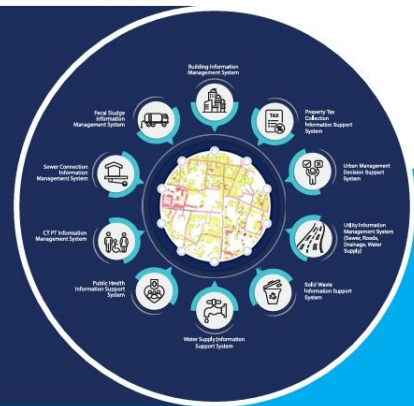 Building Information
Management System
Property Tax
Collection
Information Support
System
TAX
Urban Management
Decision Support
System
Utility Information
Management System
(Sewer, Roads,
Drainage, Water
Supply)
Solid Waste
Information Support
System
Water Supply Information
Support System
Public Health
Information Support
System
CT PT Information
Management System
Sewer Connection
Information
Management System
Fecal Sludge
Information
Management System